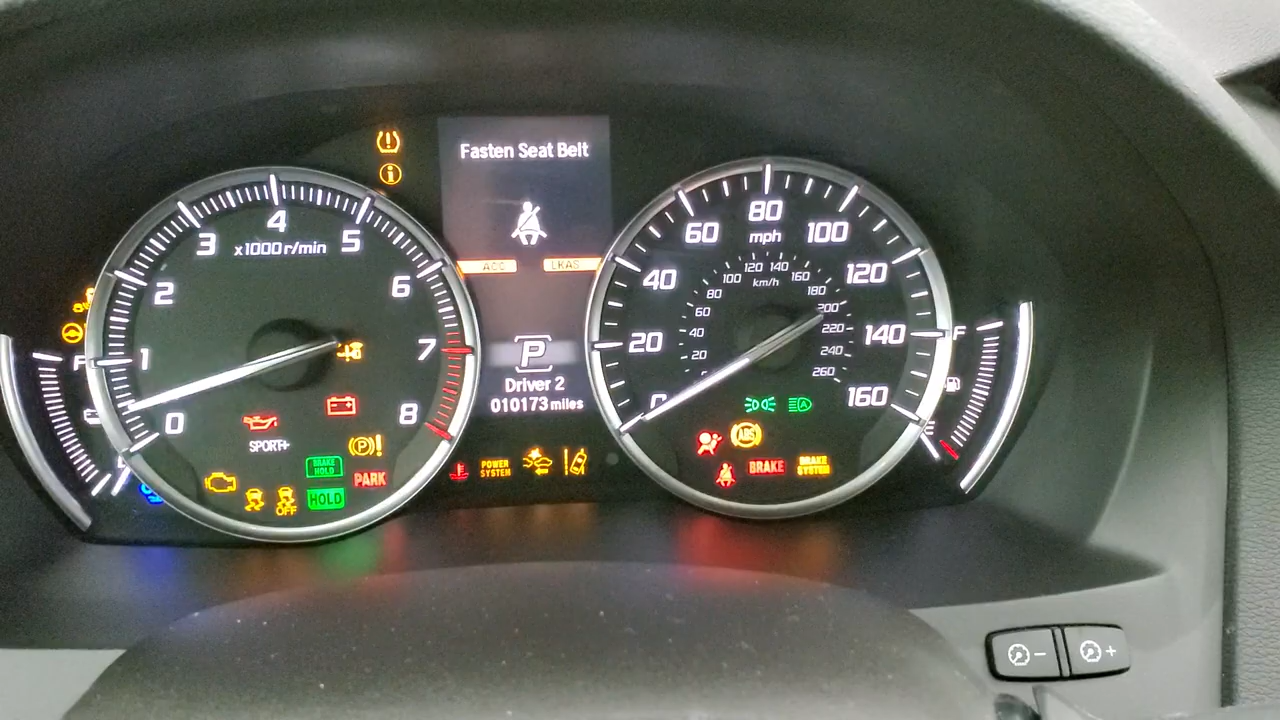 Fasten Seat Belt
ACC LKAS
x1000r/min
0
1
2
3
4
5
6
7
8
SPORT+
P
!
BRAKE HOLD
HOLD
PARK
OFF
P
Driver 2
010173 miles
POWER
SYSTEM
0
20
40
60
80
100
120
140
160
mph
km/h
20
40
60
80
100
120
140
160
180
200
220
240
260
A
ABS
BRAKE
BRAKE
SYSTEM
F
E
- +